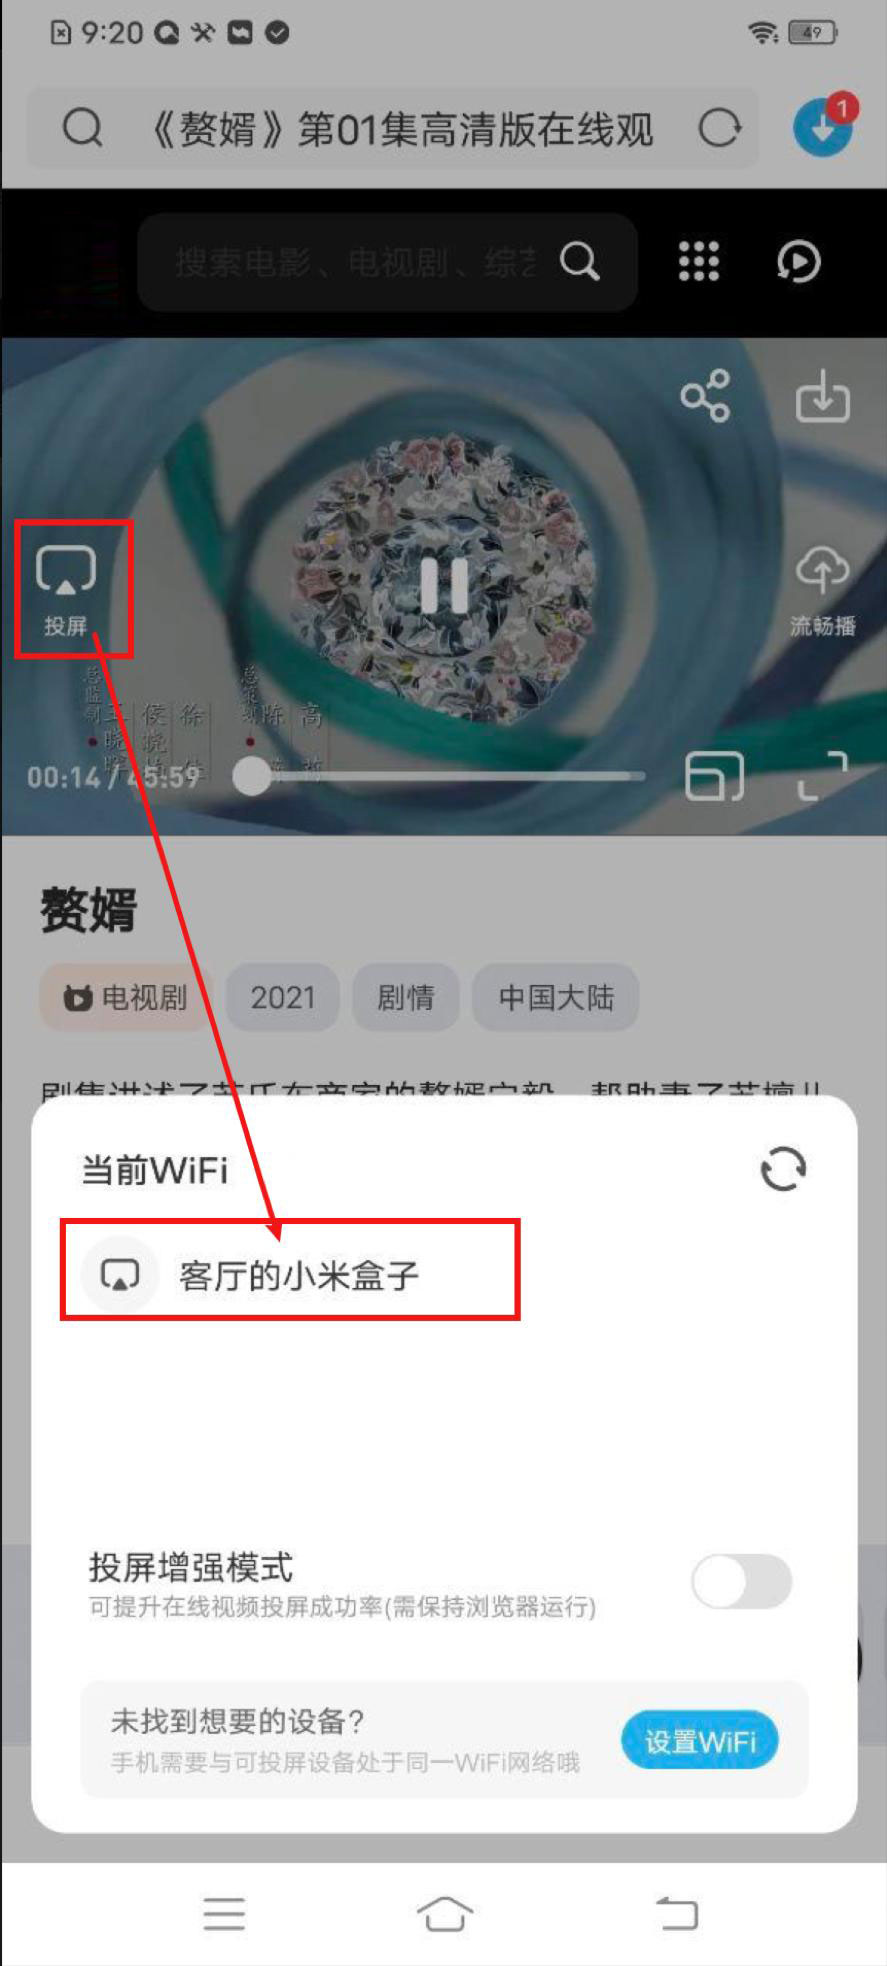 9:20
49
《赘婿》第01集高清版在线观
1
搜索电影、电视剧、综艺
投屏
流畅播
00:14 / 45:59
赘婿
电视剧
2021
剧情
中国大陆
当前WiFi
客厅的小米盒子
投屏增强模式
可提升在线视频投屏成功率(需保持浏览器运行)
未找到想要的设备?
手机需要与可投屏设备处于同一WiFi网络哦
设置WiFi